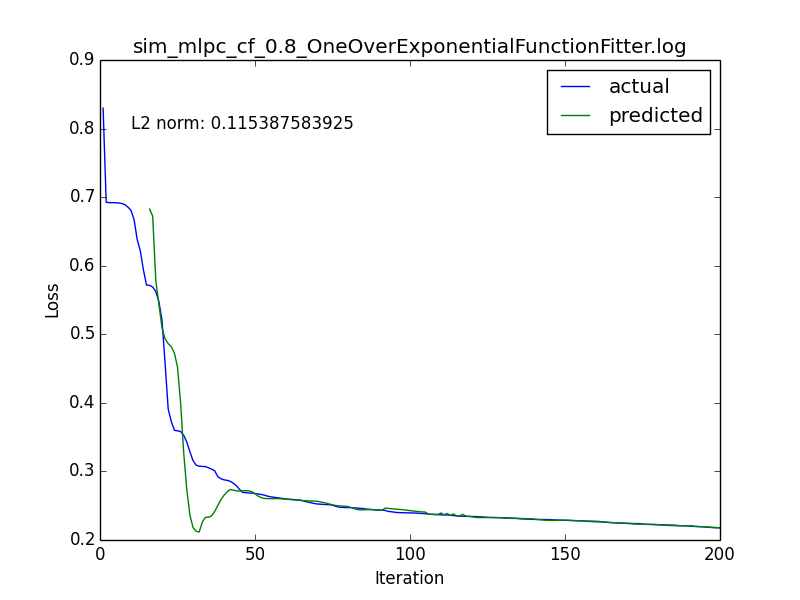 sim_mlpc_cf_0.8_OneOverExponentialFunctionFitter.log
0.9
0.8
0.7
0.6
0.5
0.4
0.3
0.2
Loss
L2 norm: 0.115387583925
actual
predicted
0
50
100
150
200
Iteration